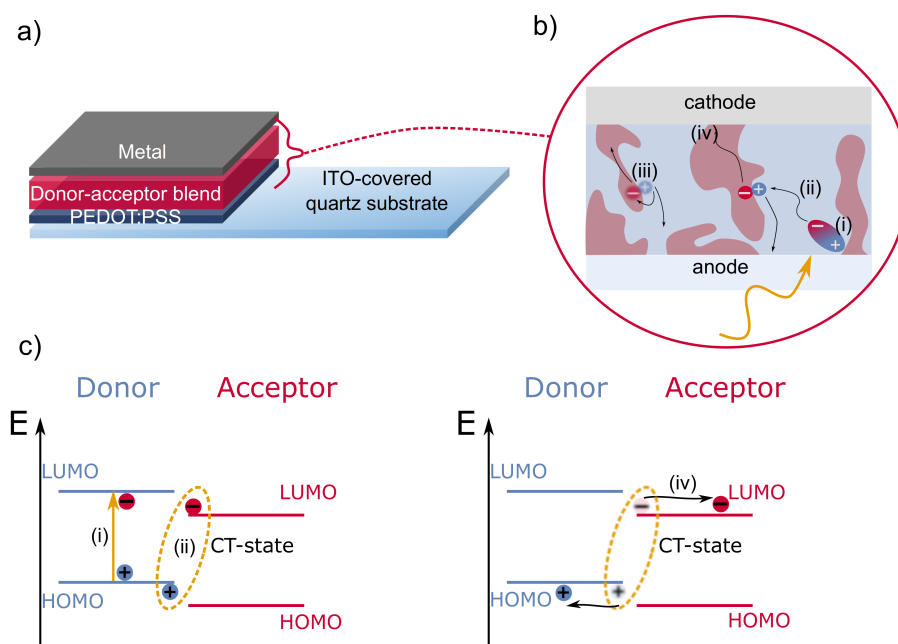 a)
Metal
Donor-acceptor blend
PEDOT:PSS
ITO-covered
quartz substrate
b)
cathode
(iv)
(iii)
(ii)
(i)
anode
c)
Donor
Acceptor
E
LUMO
LUMO
(i)
(ii)
CT-state
HOMO
HOMO
Donor
Acceptor
E
LUMO
(iv)
LUMO
CT-state
HOMO
HOMO